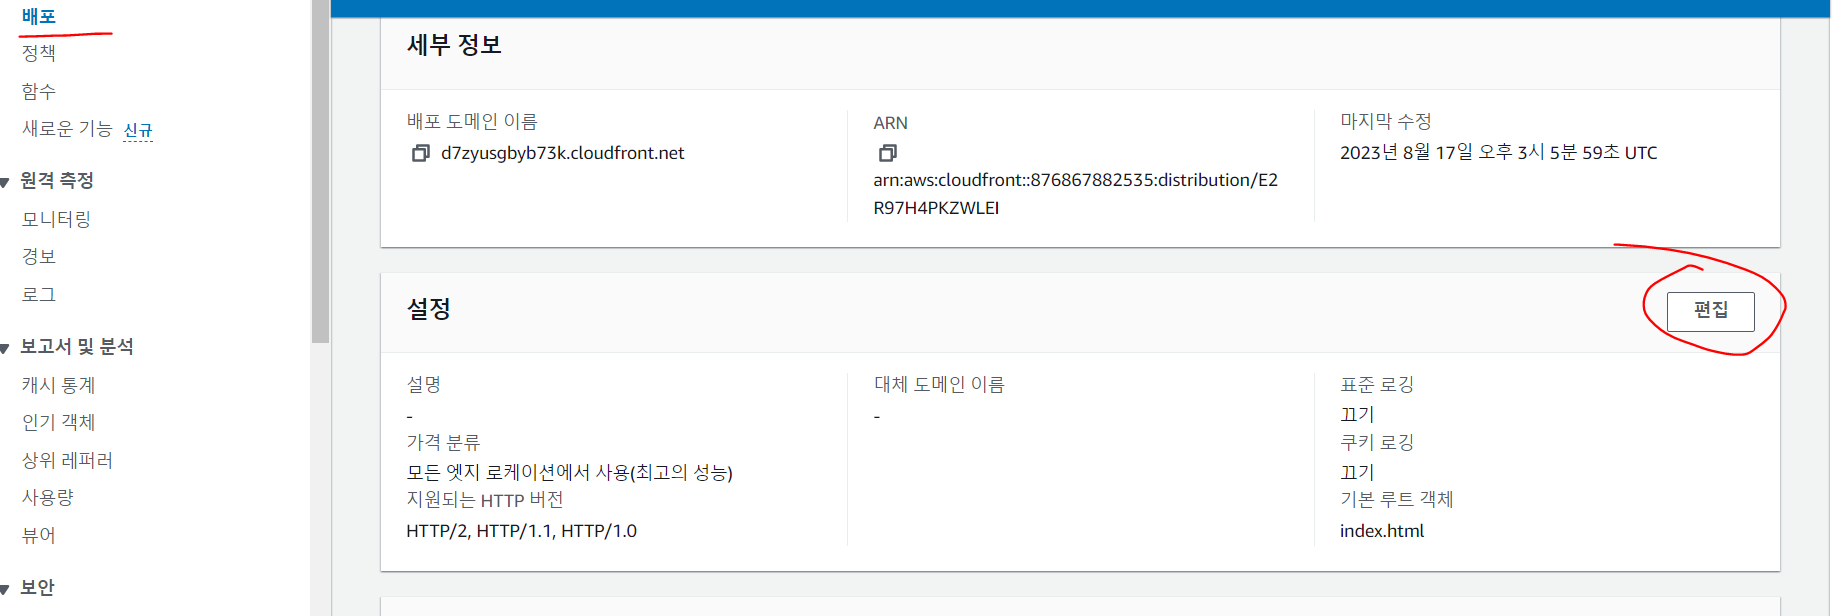 배포
정책
함수
새로운 기능 신규
원격 측정
모니터링
경보
로그
보고서 및 분석
캐시 통계
인기 객체
상위 레퍼러
사용량
뷰어
보안
세부 정보
배포 도메인 이름
d7zyusgbyb73k.cloudfront.net
ARN
arn:aws:cloudfront::876867882535:distribution/E2
R97H4PKZWLEI
마지막 수정
2023년 8월 17일 오후 3시 5분 59초 UTC
설정
편집
설명
-
가격 분류
모든 엣지 로케이션에서 사용(최고의 성능)
지원되는 HTTP 버전
HTTP/2, HTTP/1.1, HTTP/1.0
대체 도메인 이름
-
표준 로깅
끄기
쿠키 로깅
끄기
기본 루트 객체
index.html